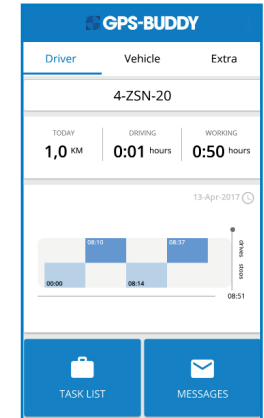 GPS-BUDDY
Driver Vehicle Extra
4-ZSN-20
TODAY DRIVING WORKING
1,0 KM 0:01 hours 0:50 hours
13-Apr-2017
08:10 08:37
drives stops
00:00 08:14
08:51
TASK LIST MESSAGES